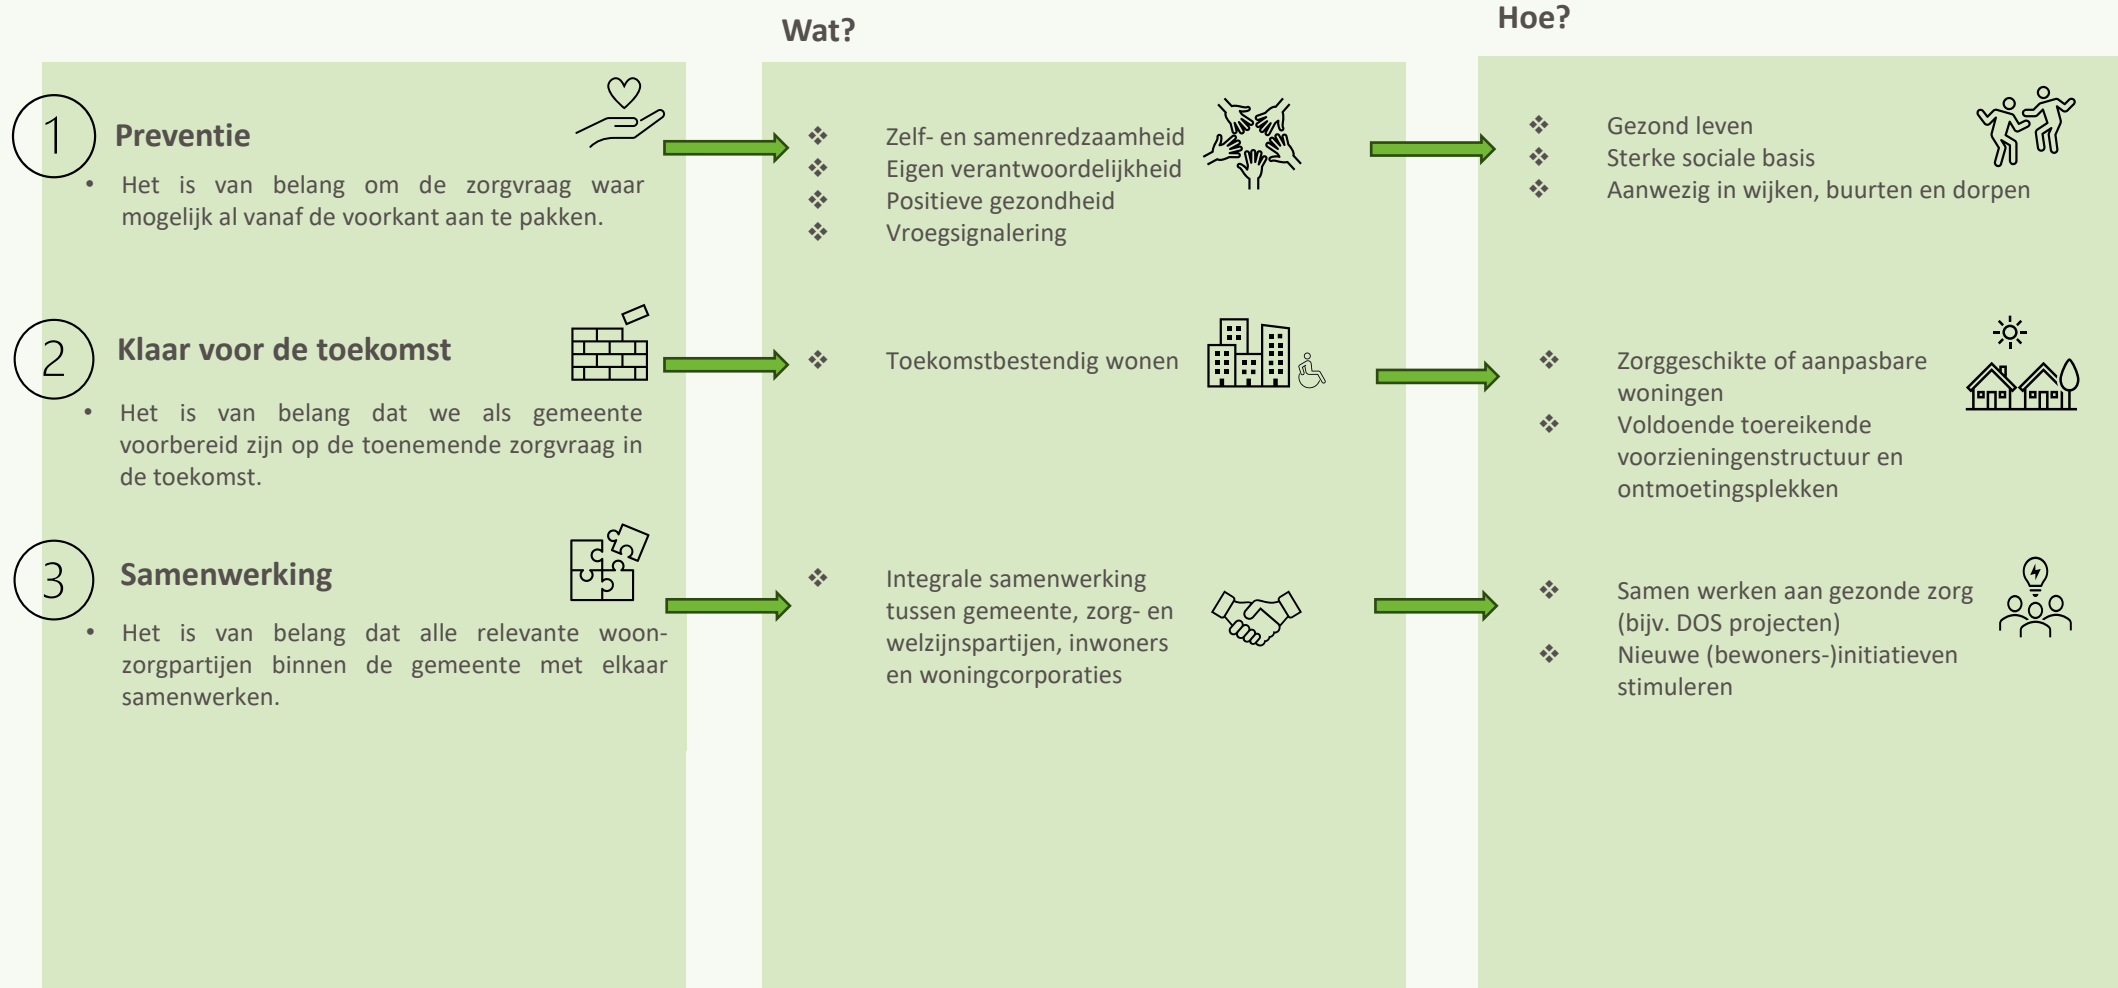 Wat?
Hoe?
1
Preventie
• Het is van belang om de zorgvraag waar
mogelijk al vanaf de voorkant aan te pakken.
❖ Zelf- en samenredzaamheid
❖ Eigen verantwoordelijkheid
❖ Positieve gezondheid
❖ Vroegsignalering
❖ Gezond leven
❖ Sterke sociale basis
❖ Aanwezig in wijken, buurten en dorpen
2
Klaar voor de toekomst
• Het is van belang dat we als gemeente
voorbereid zijn op de toenemende zorgvraag in
de toekomst.
❖ Toekomstbestendig wonen
❖ Zorggeschikte of aanpasbare
woningen
❖ Voldoende toereikende
voorzieningenstructuur en
ontmoetingsplekken
3
Samenwerking
• Het is van belang dat alle relevante woon-
zorgpartijen binnen de gemeente met elkaar
samenwerken.
❖ Integrale samenwerking
tussen gemeente, zorg- en
welzijnspartijen, inwoners
en woningcorporaties
❖ Samen werken aan gezonde zorg
(bijv. DOS projecten)
❖ Nieuwe (bewoners-)initiatieven
stimuleren